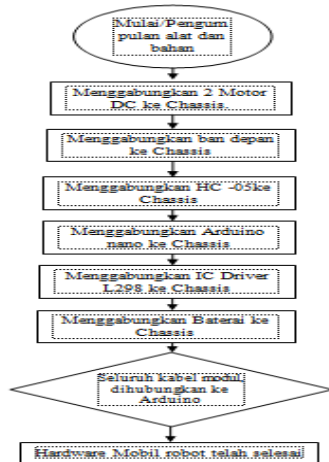 Mulai/Pengum
pulan alat dan
bahan
Menggabungkan 2 Motor
DC ke Chassis.
Menggabungkan ban depan
ke Chassis
Menggabungkan HC -05ke
Chassis
Menggabungkan Arduino
nano ke Chassis
Menggabungkan IC Driver
L298 ke Chassis
Menggabungkan Baterai ke
Chassis
Seluruh kabel modul
dihubungkan ke
Arduino
Hardware Mobil robot telah selesai